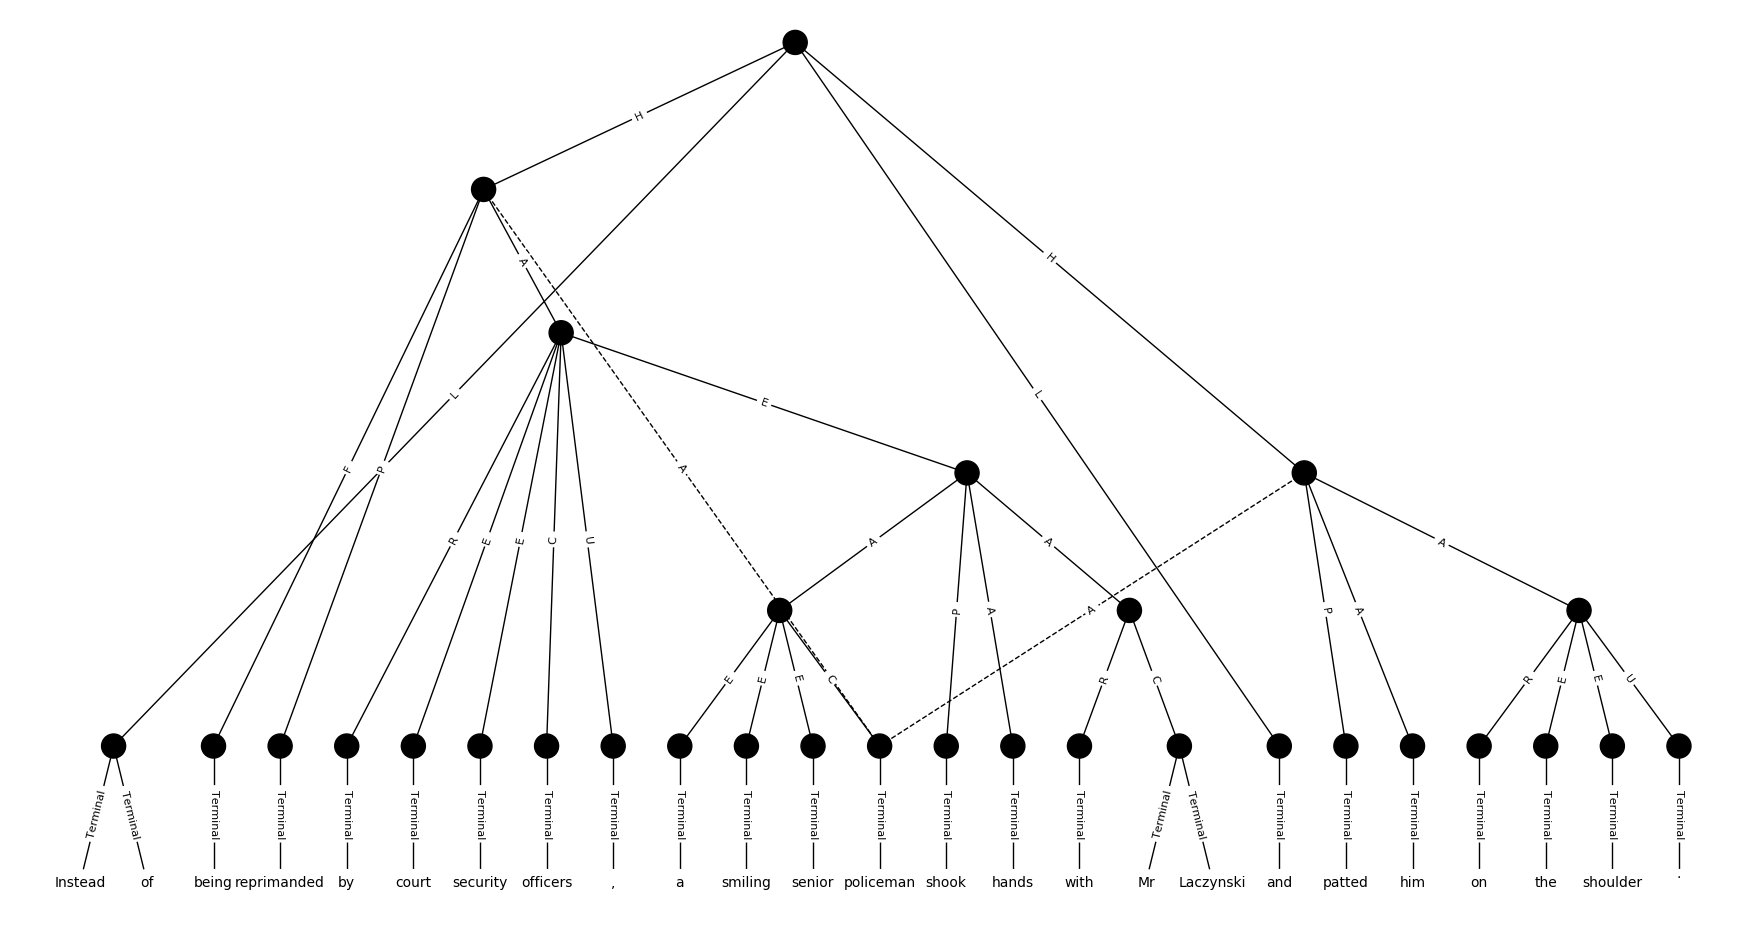 H
H
A
L
L
E
F
P
A
R
E
E
C
U
A
A
A
P
A
A
P
A
E
E
E
C
R
C
R
E
E
U
Terminal Terminal Terminal Terminal Terminal Terminal Terminal Terminal Terminal Terminal Terminal Terminal Terminal Terminal Terminal Terminal Terminal Terminal Terminal Terminal Terminal Terminal Terminal Terminal Terminal
Instead of being reprimanded by court security officers , a smiling senior policeman shook hands with Mr Laczynski and patted him on the shoulder .